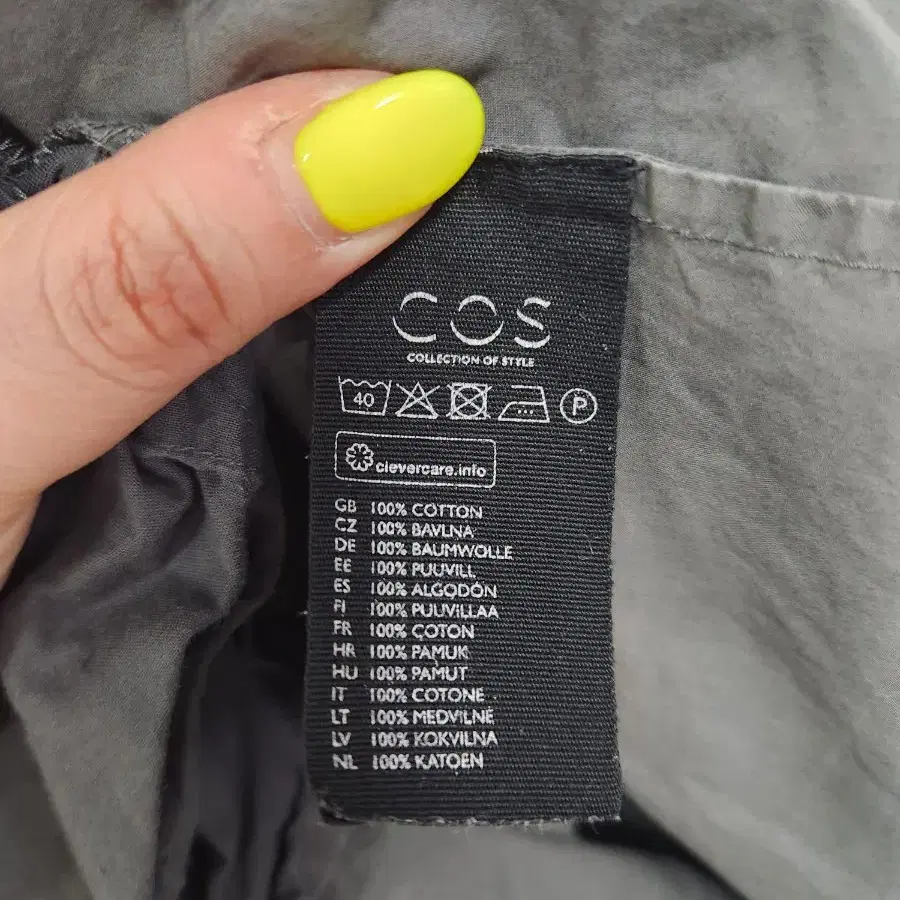 COS
COLLECTION OF STYLE
40 P
clevercare.info
GB 100% COTTON
CZ 100% BAVLNA
DE 100% BAUMWOLLE
EE 100% PUUVILL
ES 100% ALGODÓN
FI 100% PUUVILLAA
FR 100% COTON
HR 100% PAMUK
HU 100% PAMUT
IT 100% COTONE
LT 100% MEDVILNĖ
LV 100% KOKVILNA
NL 100% KATOEN